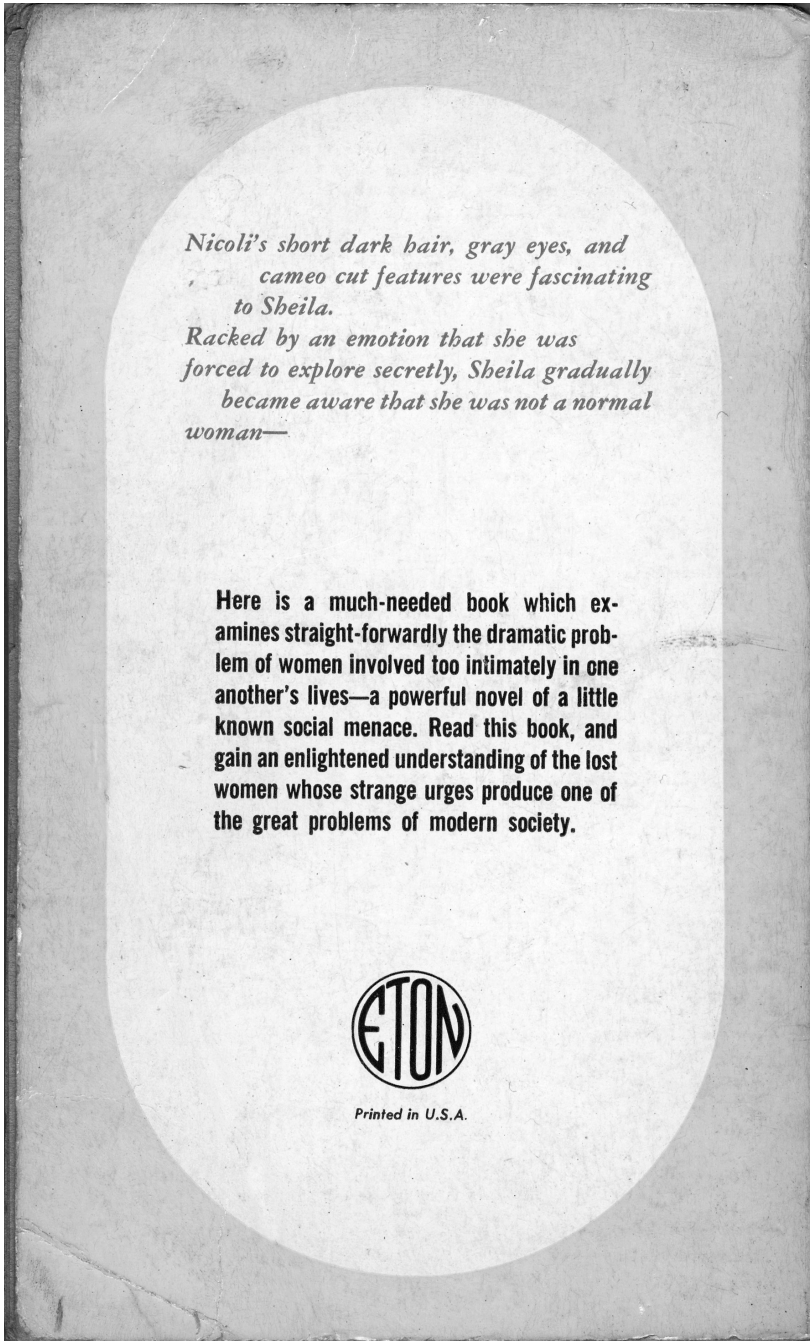 Nicoli's short dark hair, gray eyes, and
cameo cut features were fascinating
to Sheila.
Racked by an emotion that she was
forced to explore secretly, Sheila gradually
became aware that she was not a normal
woman—
Here is a much-needed book which ex-
amines straight-forwardly the dramatic prob-
lem of women involved too intimately in one
another's lives—a powerful novel of a little
known social menace. Read this book, and
gain an enlightened understanding of the lost
women whose strange urges produce one of
the great problems of modern society.
ETON
Printed in U.S.A.